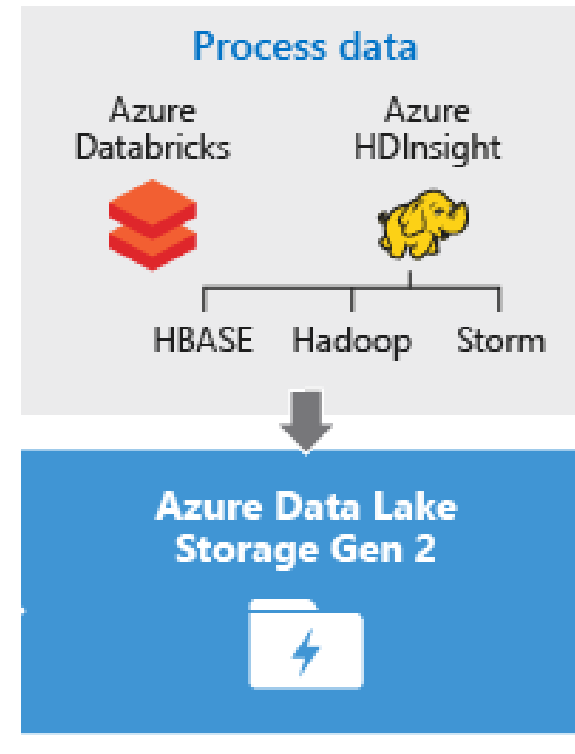 Process data
Azure
Databricks
Azure
HDInsight
HBASE
Hadoop
Storm
Azure Data Lake
Storage Gen 2